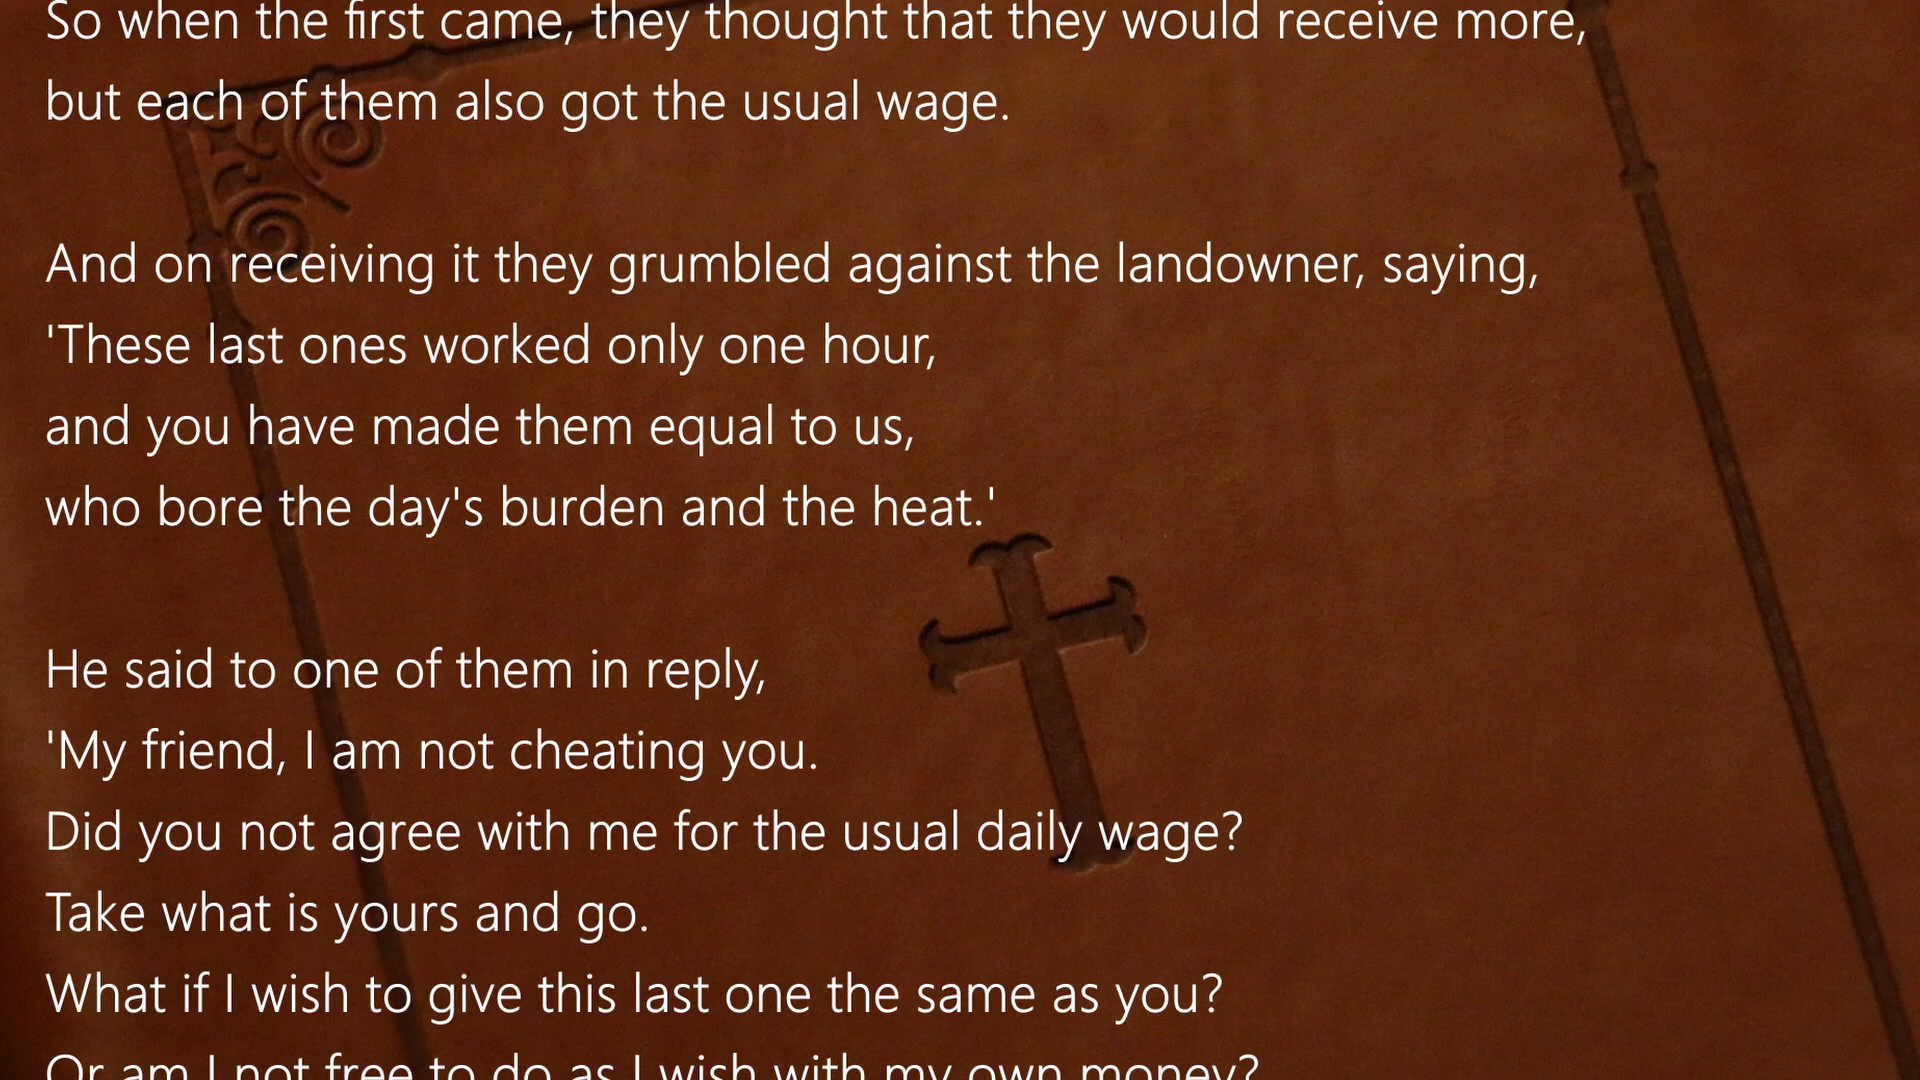 So when the first came, they thought that they would receive more,
but each of them also got the usual wage.
And on receiving it they grumbled against the landowner, saying,
'These last ones worked only one hour,
and you have made them equal to us,
who bore the day's burden and the heat.'
He said to one of them in reply,
'My friend, I am not cheating you.
Did you not agree with me for the usual daily wage?
Take what is yours and go.
What if I wish to give this last one the same as you?
Or am I not free to do as I wish with my own money?